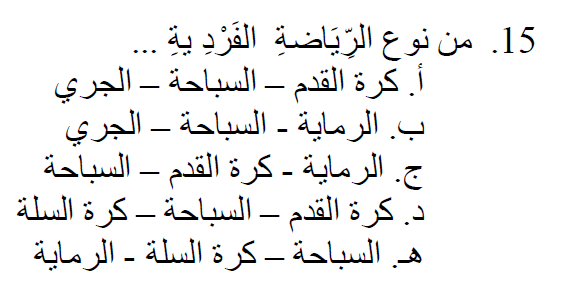 15. من نوع الرِّيَاضةِ الفَرْدِ يةِ ...
أ. كرة القدم – السباحة – الجري
ب. الرماية - السباحة – الجري
ج. الرماية - كرة القدم – السباحة
د. كرة القدم – السباحة – كرة السلة
هـ. السباحة – كرة السلة - الرماية